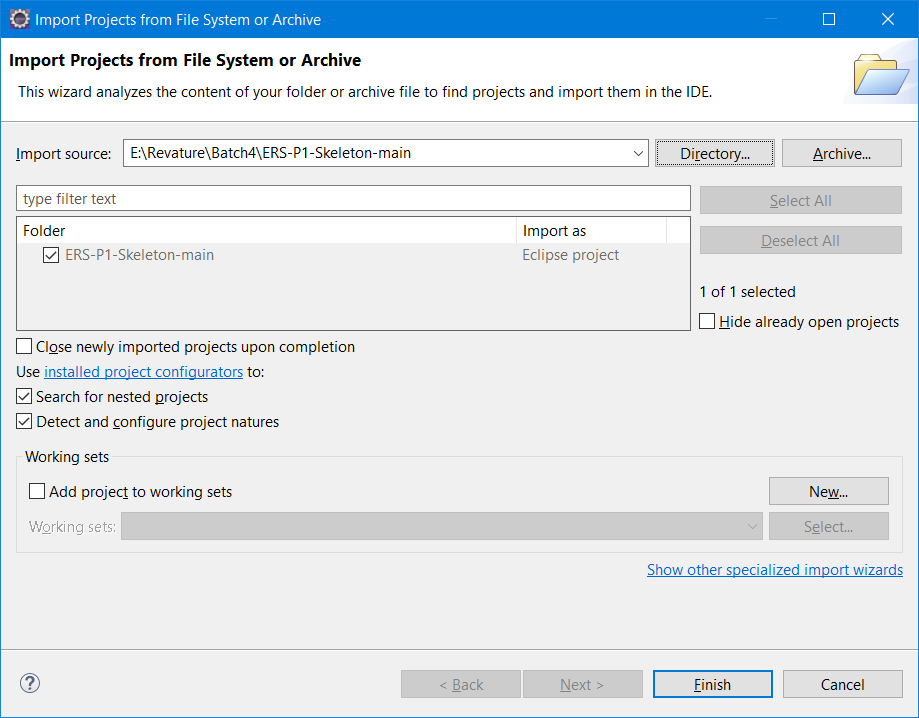 Import Projects from File System or Archive
Import Projects from File System or Archive
This wizard analyzes the content of your folder or archive file to find projects and import them in the IDE.
Import source: E:\Revature\Batch4\ERS-P1-Skeleton-main Directory... Archive...
type filter text Select All
Folder Import as
Deselect All
ERS-P1-Skeleton-main Eclipse project
1 of 1 selected
Hide already open projects
Close newly imported projects upon completion
Use installed project configurators to:
Search for nested projects
Detect and configure project natures
Working sets
Add project to working sets New...
Working sets: Select...
Show other specialized import wizards
? < Back Next > Finish Cancel